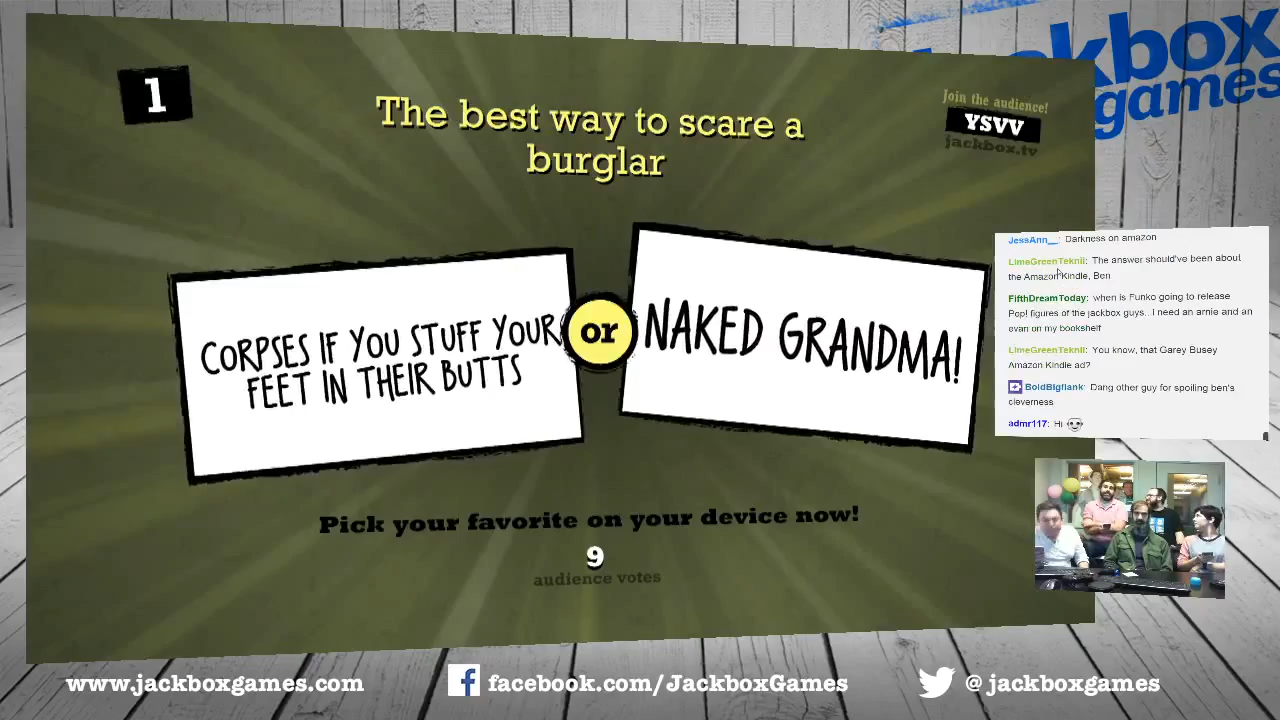 1
The best way to scare a
burglar
Join the audience!
YSVV
jackbox.tv
jackbox
games
CORPSES IF YOU STUFF YOUR
FEET IN THEIR BUTTS
or
NAKED GRANDMA!
JessAnn__: Darkness on amazon
LimeGreenTeknii: The answer should've been about
the Amazon Kindle, Ben
FifthDreamToday: when is Funko going to release
Pop! figures of the jackbox guys.. I need an arnie and an
evan on my bookshelf
LimeGreenTeknii: You know, that Garey Busey
Amazon Kindle ad?
BoldBigflank: Dang other guy for spoiling ben's
cleverness
admr117: Hi
Pick your favorite on your device now!
9
audience votes
www.jackboxgames.com
facebook.com/JackboxGames
@jackboxgames